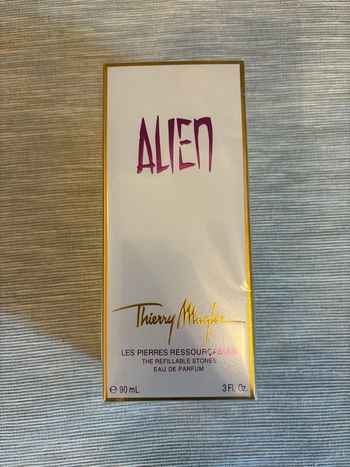 ALIEN
Thierry Mugler
LES PIERRES RESSOURÇABLES
THE REFILLABLE STONES
EAU DE PARFUM
℮ 90 mL 3 Fl. Oz.